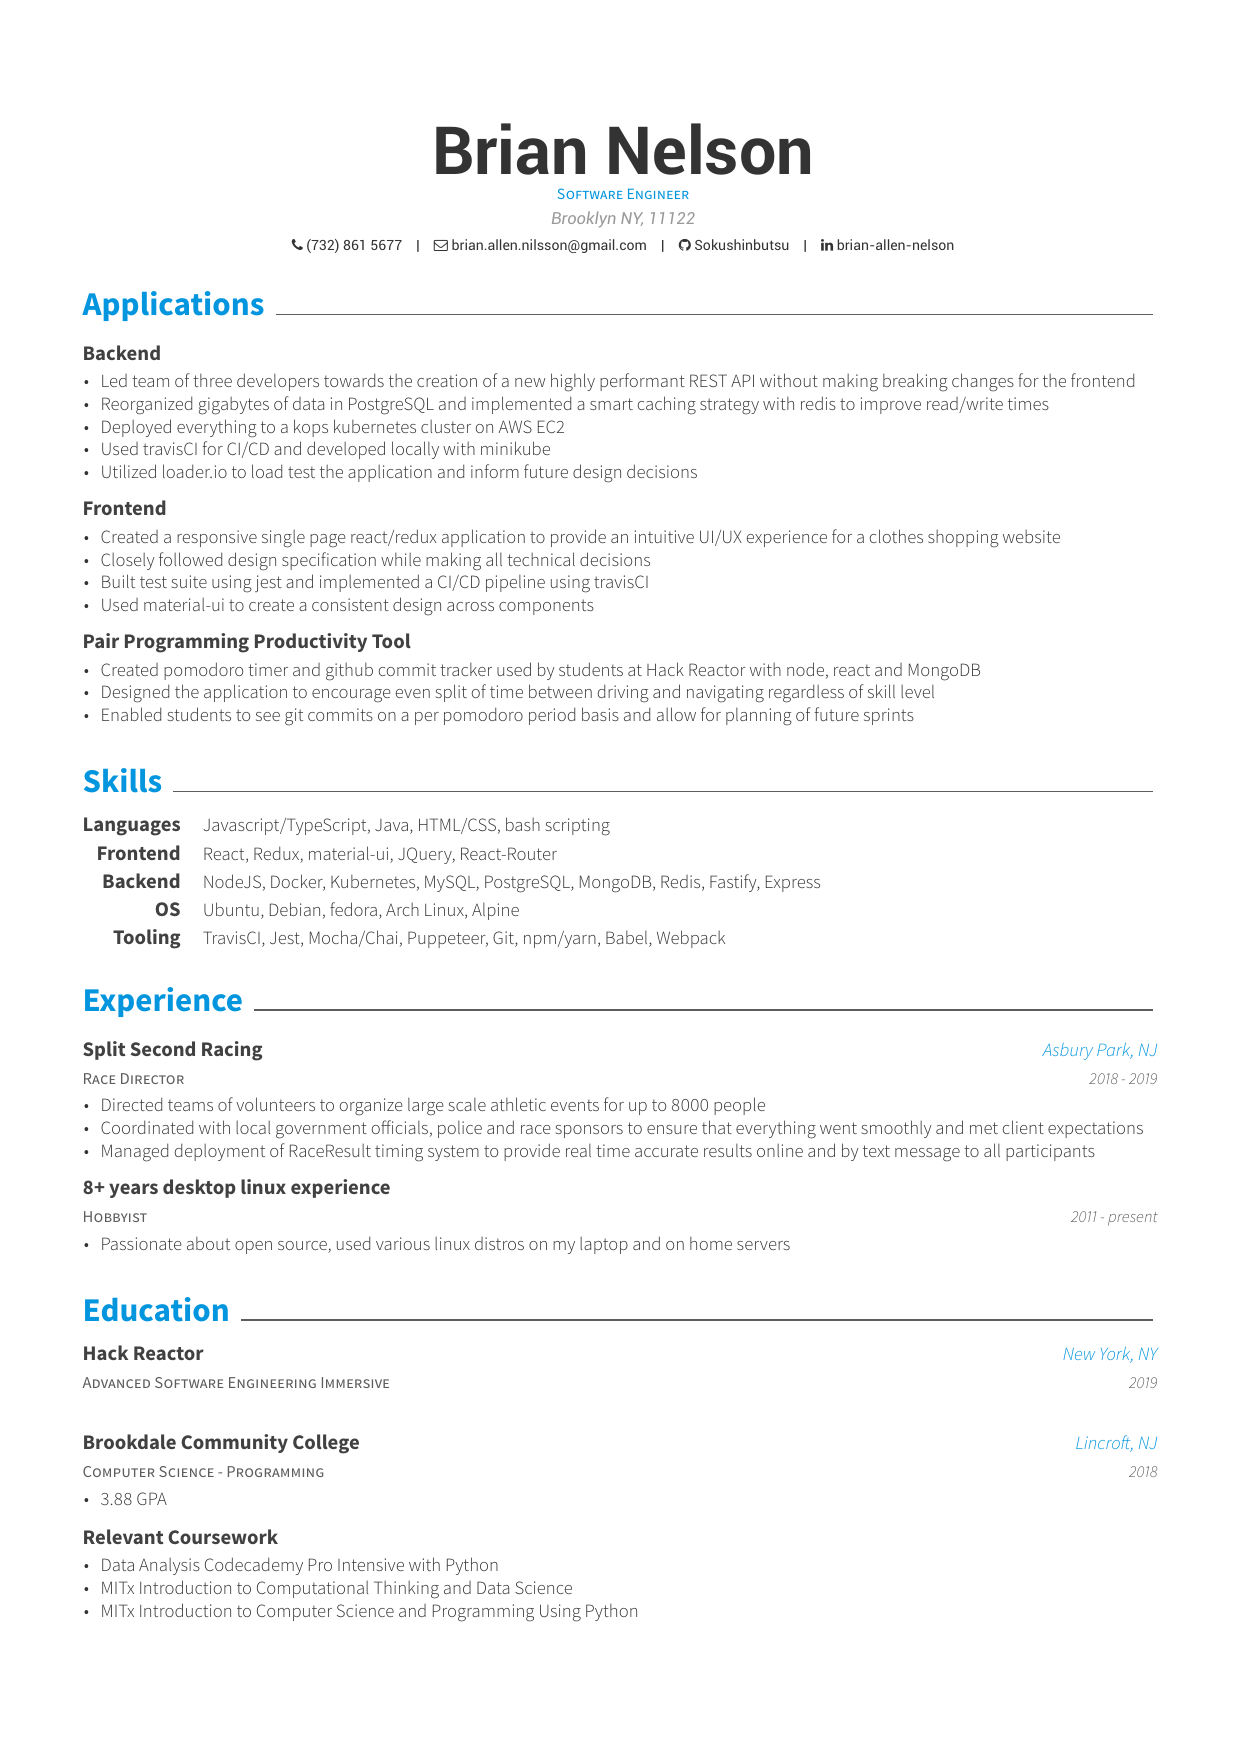 Brian Nelson
Software Engineer
Brooklyn NY, 11122
(732) 861 5677 | brian.allen.nilsson@gmail.com | Sokushinbutsu | brian-allen-nelson
Applications
Backend
• Led team of three developers towards the creation of a new highly performant REST API without making breaking changes for the frontend
• Reorganized gigabytes of data in PostgreSQL and implemented a smart caching strategy with redis to improve read/write times
• Deployed everything to a kops kubernetes cluster on AWS EC2
• Used travisCI for CI/CD and developed locally with minikube
• Utilized loader.io to load test the application and inform future design decisions
Frontend
• Created a responsive single page react/redux application to provide an intuitive UI/UX experience for a clothes shopping website
• Closely followed design specification while making all technical decisions
• Built test suite using jest and implemented a CI/CD pipeline using travisCI
• Used material-ui to create a consistent design across components
Pair Programming Productivity Tool
• Created pomodoro timer and github commit tracker used by students at Hack Reactor with node, react and MongoDB
• Designed the application to encourage even split of time between driving and navigating regardless of skill level
• Enabled students to see git commits on a per pomodoro period basis and allow for planning of future sprints
Skills
Languages Javascript/TypeScript, Java, HTML/CSS, bash scripting
Frontend React, Redux, material-ui, JQuery, React-Router
Backend NodeJS, Docker, Kubernetes, MySQL, PostgreSQL, MongoDB, Redis, Fastify, Express
OS Ubuntu, Debian, fedora, Arch Linux, Alpine
Tooling TravisCI, Jest, Mocha/Chai, Puppeteer, Git, npm/yarn, Babel, Webpack
Experience
Split Second Racing Asbury Park, NJ
Race Director 2018 - 2019
• Directed teams of volunteers to organize large scale athletic events for up to 8000 people
• Coordinated with local government officials, police and race sponsors to ensure that everything went smoothly and met client expectations
• Managed deployment of RaceResult timing system to provide real time accurate results online and by text message to all participants
8+ years desktop linux experience
Hobbyist 2011 - present
• Passionate about open source, used various linux distros on my laptop and on home servers
Education
Hack Reactor New York, NY
Advanced Software Engineering Immersive 2019
Brookdale Community College Lincroft, NJ
Computer Science - Programming 2018
• 3.88 GPA
Relevant Coursework
• Data Analysis Codecademy Pro Intensive with Python
• MITx Introduction to Computational Thinking and Data Science
• MITx Introduction to Computer Science and Programming Using Python